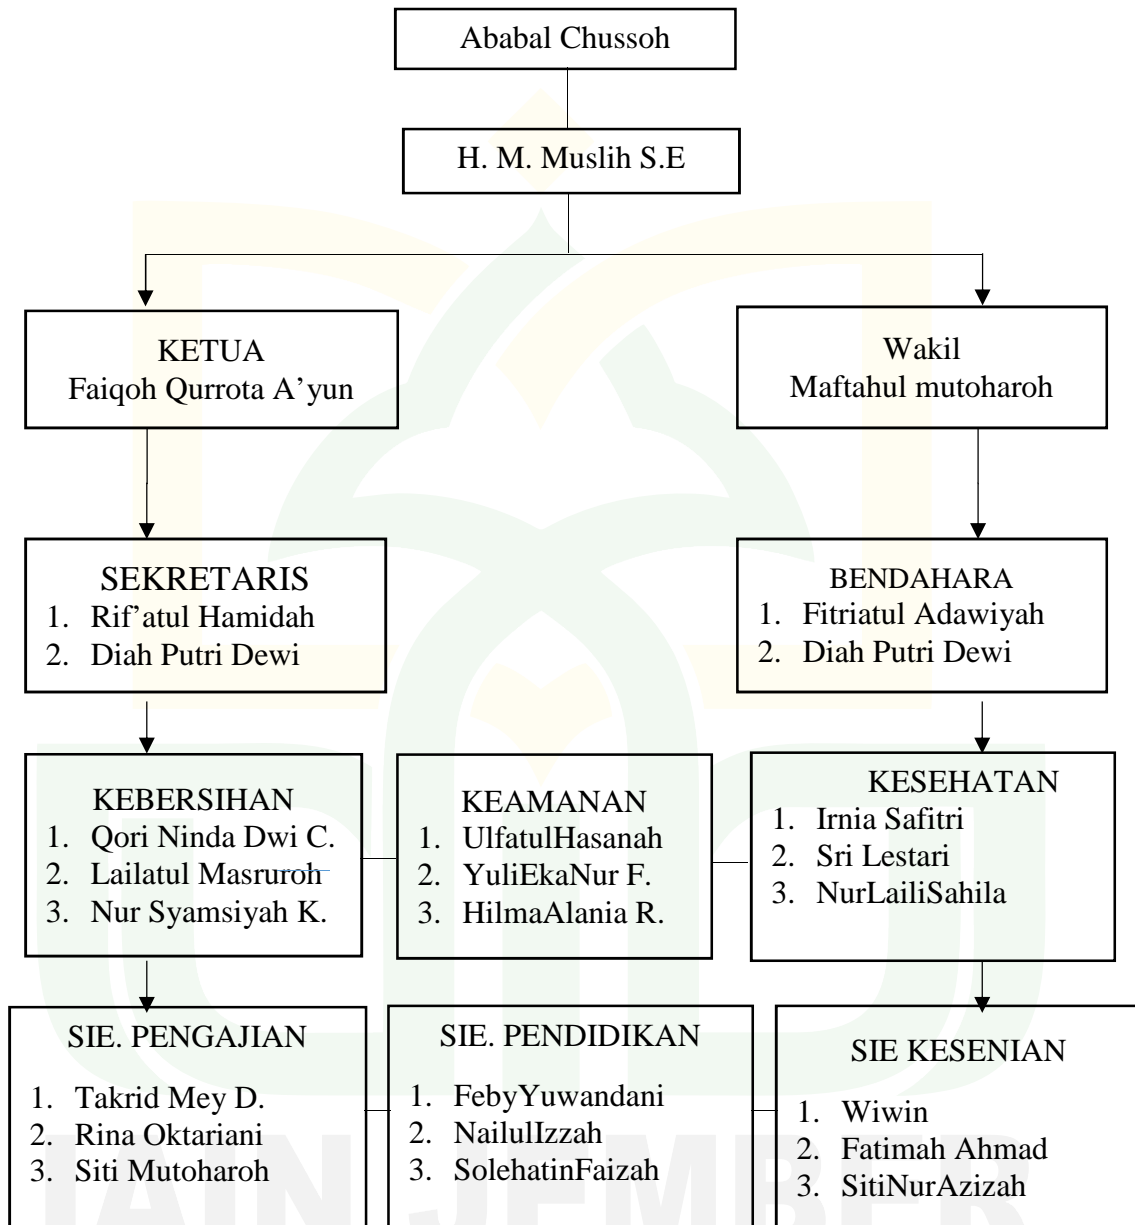 Ababal Chussoh
H. M. Muslih S.E
KETUA
Faiqoh Qurrota A’yun
Wakil
Maftahul mutoharoh
SEKRETARIS
1. Rif’atul Hamidah
2. Diah Putri Dewi
BENDAHARA
1. Fitriatul Adawiyah
2. Diah Putri Dewi
KEBERSIHAN
1. Qori Ninda Dwi C.
2. Lailatul Masruroh
3. Nur Syamsiyah K.
KEAMANAN
1. UlfatulHasanah
2. YuliEkaNur F.
3. HilmaAlania R.
KESEHATAN
1. Irnia Safitri
2. Sri Lestari
3. NurLailiSahila
SIE. PENGAJIAN
1. Takrid Mey D.
2. Rina Oktariani
3. Siti Mutoharoh
SIE. PENDIDIKAN
1. FebyYuwandani
2. NailulIzzah
3. SolehatinFaizah
SIE KESENIAN
1. Wiwin
2. Fatimah Ahmad
3. SitiNurAzizah
IAIN JEMBER